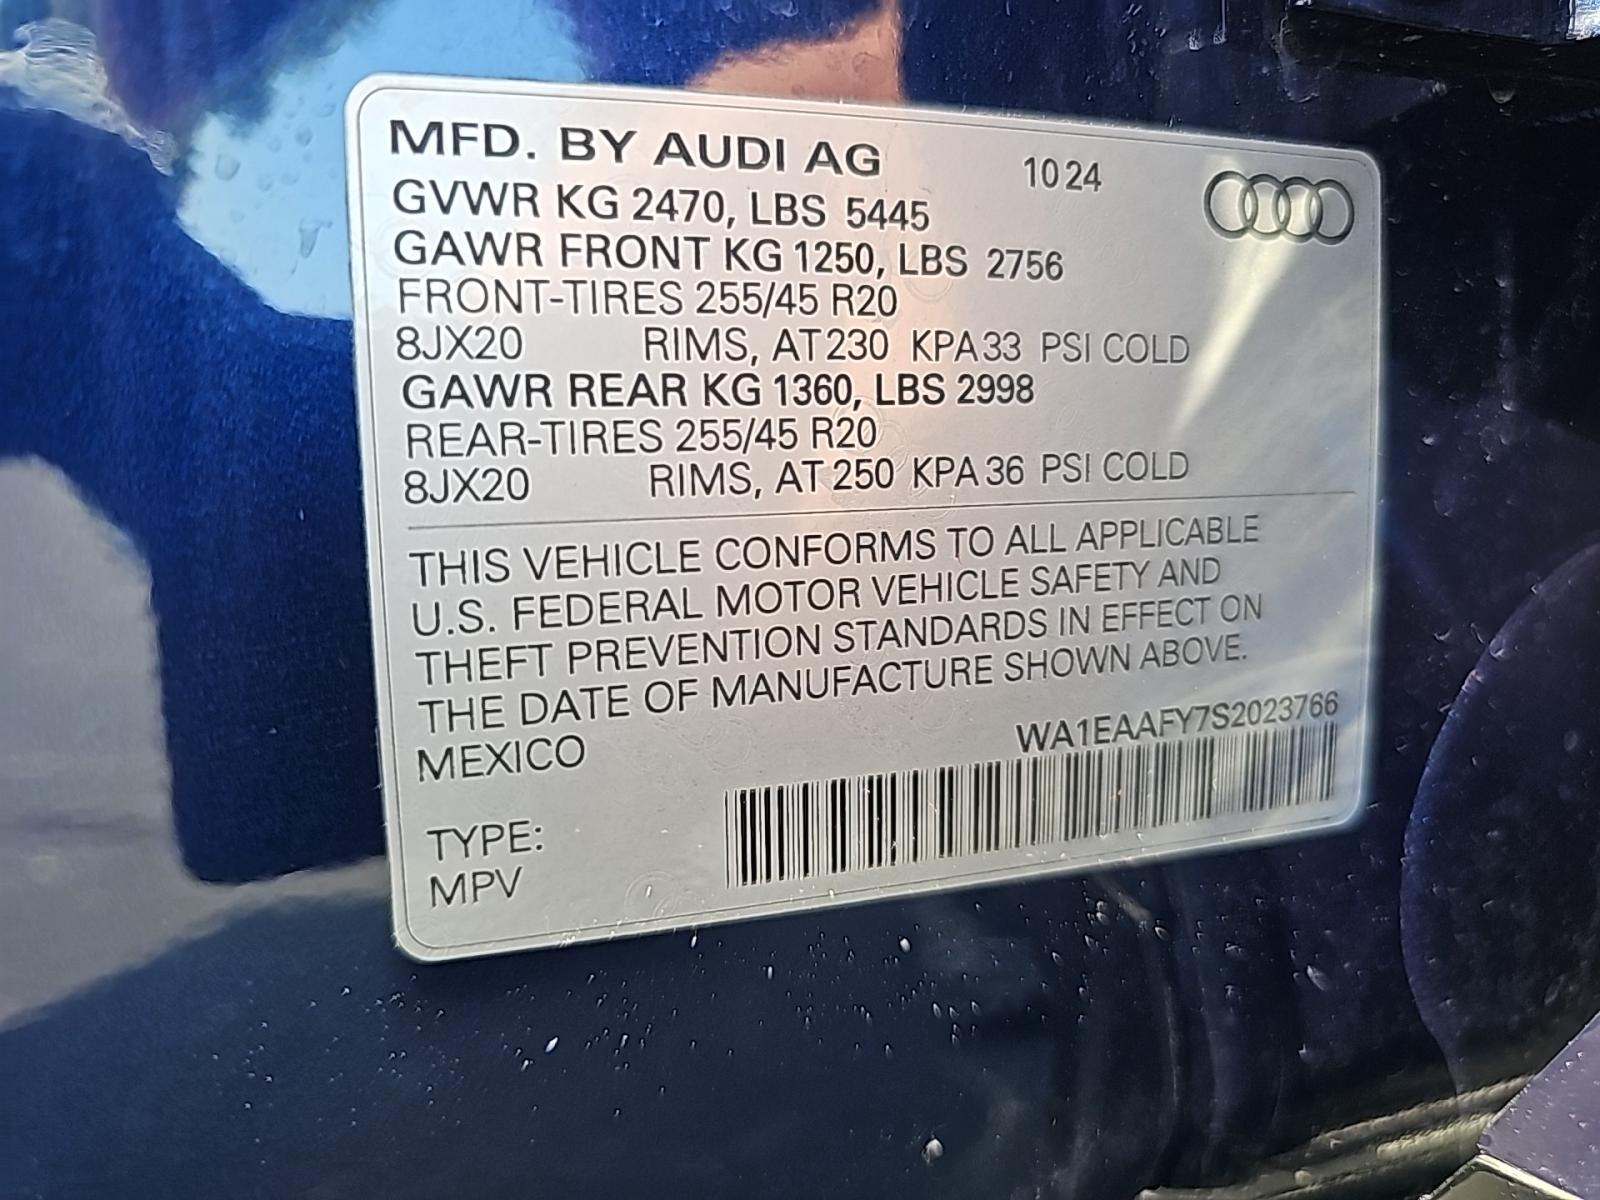 MFD. BY AUDI AG 10 24
GVWR KG 2470, LBS 5445
GAWR FRONT KG 1250, LBS 2756
FRONT-TIRES 255/45 R20
8JX20 RIMS, AT 230 KPA 33 PSI COLD
GAWR REAR KG 1360, LBS 2998
REAR-TIRES 255/45 R20
8JX20 RIMS, AT 250 KPA 36 PSI COLD
THIS VEHICLE CONFORMS TO ALL APPLICABLE
U.S. FEDERAL MOTOR VEHICLE SAFETY AND
THEFT PREVENTION STANDARDS IN EFFECT ON
THE DATE OF MANUFACTURE SHOWN ABOVE.
MEXICO WA1EAAFY7S2023766
TYPE:
MPV